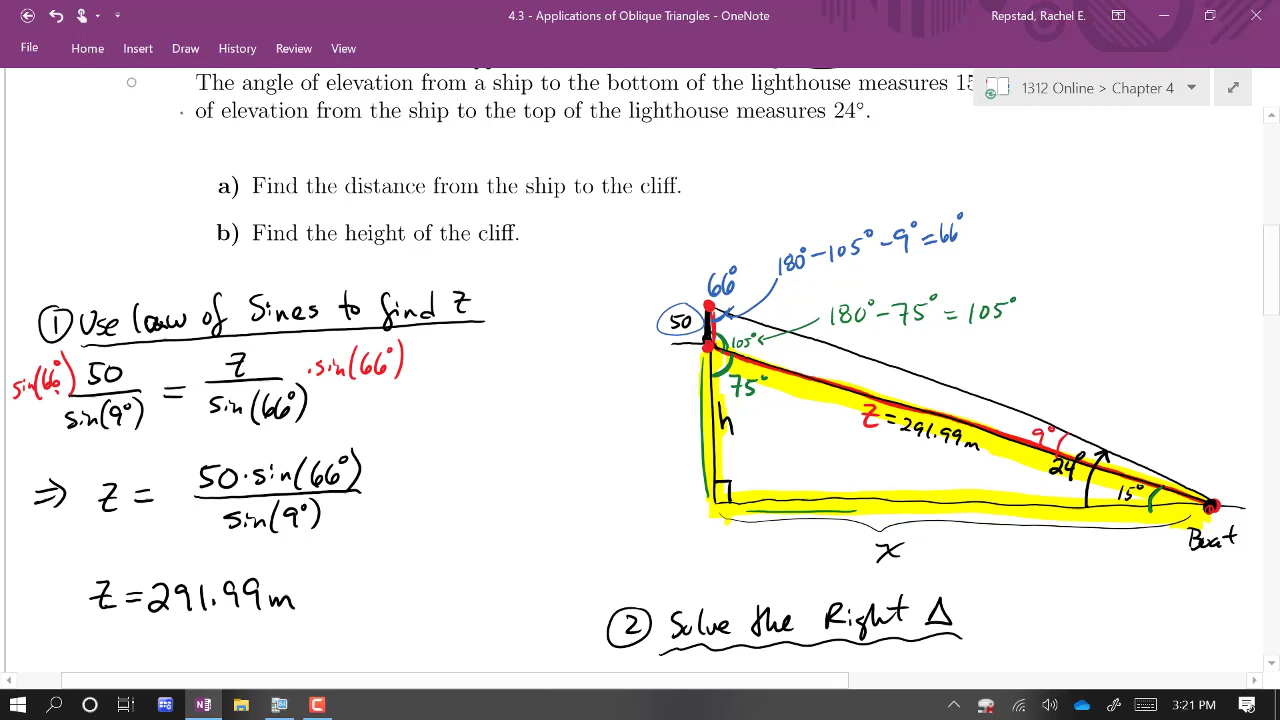 4.3 - Applications of Oblique Triangles - OneNote
Repstad, Rachel E.
File Home Insert Draw History Review View
1312 Online > Chapter 4
The angle of elevation from a ship to the bottom of the lighthouse measures 15
of elevation from the ship to the top of the lighthouse measures 24°.
a) Find the distance from the ship to the cliff.
b) Find the height of the cliff.
① Use Law of Sines to find z
sin(66°) 50 / sin(9°) = z / sin(66°) · sin(66°)
⇒ z = 50·sin(66°) / sin(9°)
z = 291.99 m
180° - 105° - 9° = 66°
66°
50
180° - 75° = 105°
105°
75°
h
z = 291.99 m
9°
24°
15°
x
Boat
② Solve the Right Δ
3:21 PM